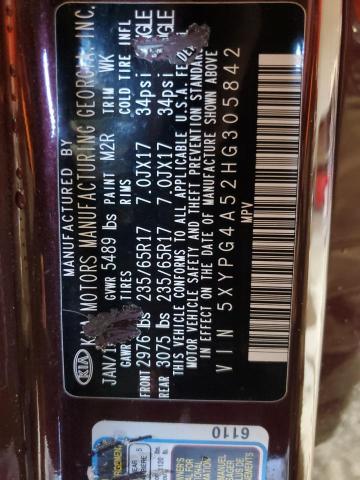 MANUFACTURED BY
KIA MOTORS MANUFACTURING GEORGIA, INC.
KIA
GVWR 5489 lbs PAINT M2R TRIM WK
GAWR TIRES RIMS COLD TIRE INFL
FRONT 2976 lbs 235/65R17 7.0JX17 34psi
REAR 3075 lbs 235/65R17 7.0JX17 34psi
THIS VEHICLE CONFORMS TO ALL APPLICABLE U.S.A. FEDERAL
VEHICLE SAFETY AND THEFT PREVENTION STANDARDS
IN EFFECT ON THE DATE OF MANUFACTURE SHOWN ABOVE
VIN 5XYPG4A52HG305842
MPV
6110